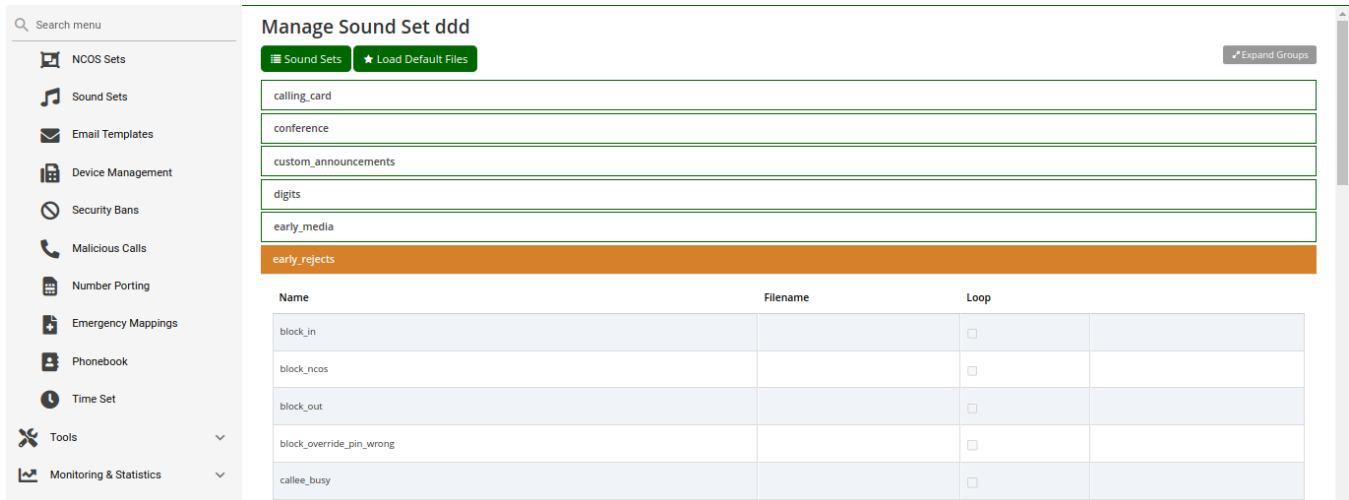 Search menu
NCOS Sets
Sound Sets
Email Templates
Device Management
Security Bans
Malicious Calls
Number Porting
Emergency Mappings
Phonebook
Time Set
Tools
Monitoring & Statistics
Manage Sound Set ddd
Sound Sets Load Default Files
Expand Groups
calling_card
conference
custom_announcements
digits
early_media
early_rejects
Name Filename Loop
block_in
block_ncos
block_out
block_override_pin_wrong
callee_busy